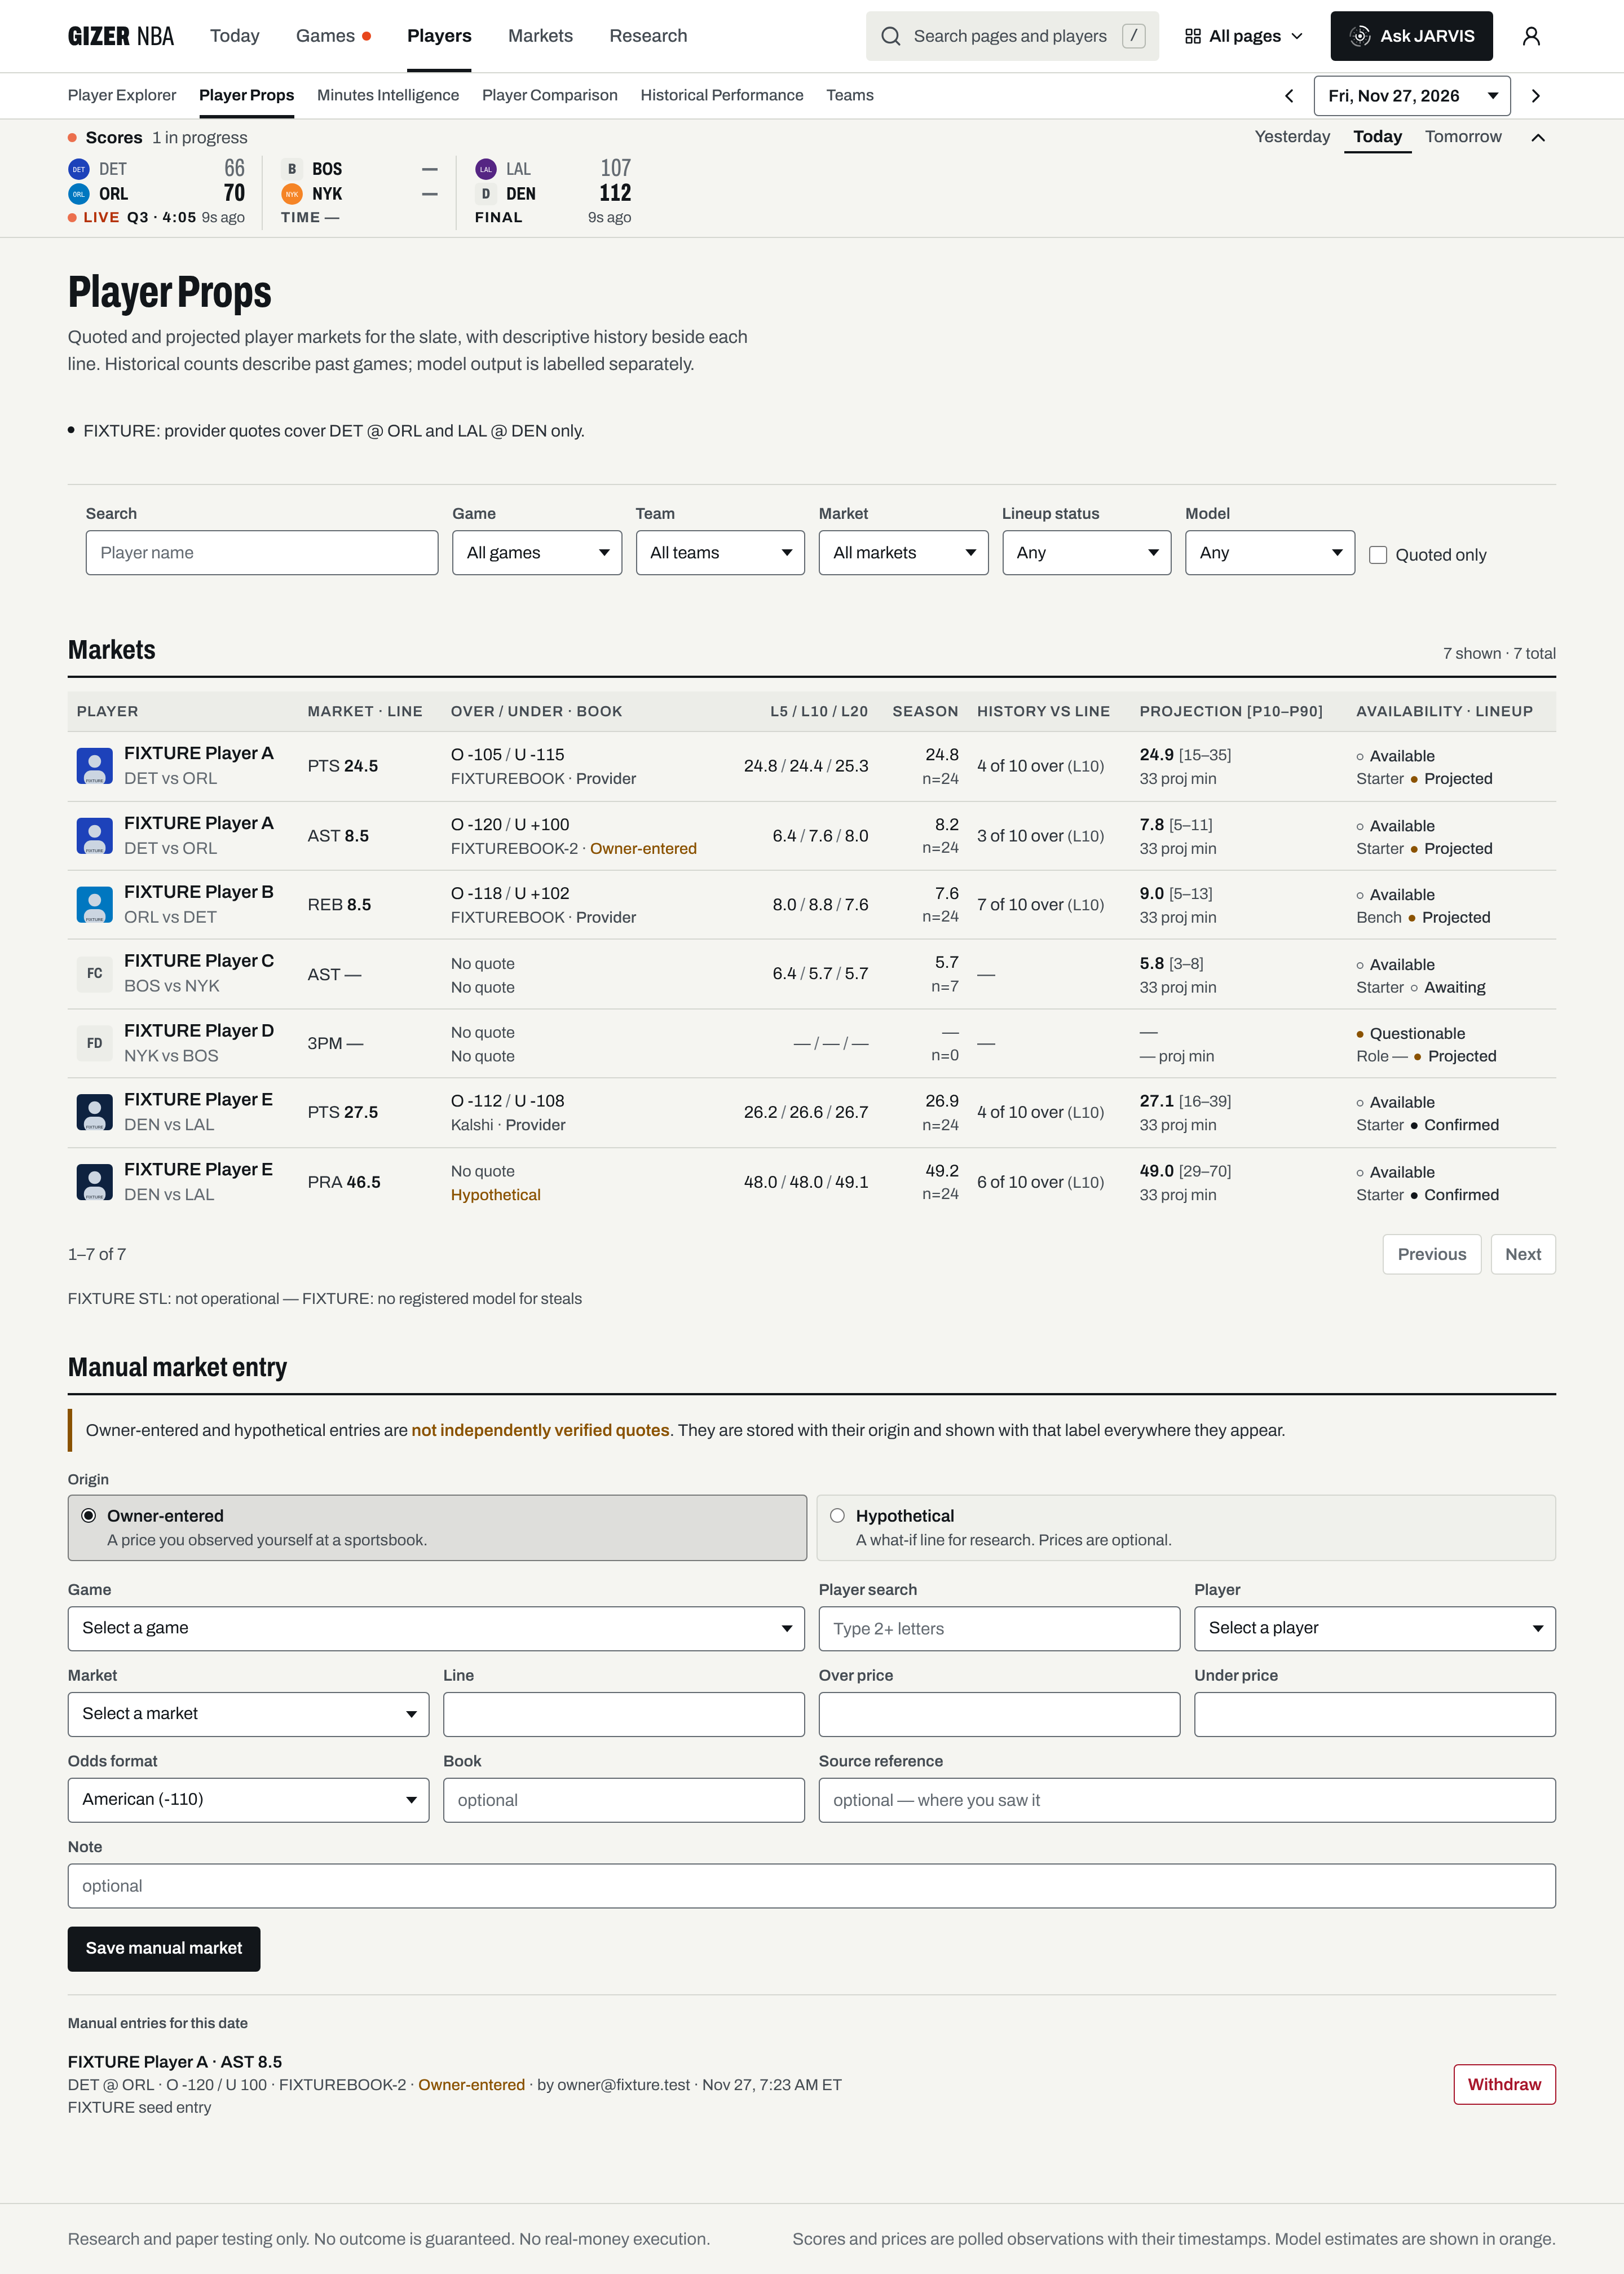 GIZER NBA Today Games Players Markets Research Search pages and players / All pages Ask JARVIS
Player Explorer Player Props Minutes Intelligence Player Comparison Historical Performance Teams Fri, Nov 27, 2026
Scores 1 in progress Yesterday Today Tomorrow
DET DET 66
ORL ORL 70
LIVE Q3 · 4:05 9s ago
B BOS —
NYK NYK —
TIME —
LAL LAL 107
D DEN 112
FINAL 9s ago
Player Props
Quoted and projected player markets for the slate, with descriptive history beside each
line. Historical counts describe past games; model output is labelled separately.
• FIXTURE: provider quotes cover DET @ ORL and LAL @ DEN only.
Search Game Team Market Lineup status Model
Player name All games All teams All markets Any Any Quoted only
Markets 7 shown · 7 total
PLAYER MARKET · LINE OVER / UNDER · BOOK L5 / L10 / L20 SEASON HISTORY VS LINE PROJECTION [P10–P90] AVAILABILITY · LINEUP
FIXTURE FIXTURE Player A PTS 24.5 O -105 / U -115 24.8 / 24.4 / 25.3 24.8 4 of 10 over (L10) 24.9 [15–35] Available
DET vs ORL FIXTUREBOOK · Provider n=24 33 proj min Starter Projected
FIXTURE FIXTURE Player A AST 8.5 O -120 / U +100 6.4 / 7.6 / 8.0 8.2 3 of 10 over (L10) 7.8 [5–11] Available
DET vs ORL FIXTUREBOOK-2 · Owner-entered n=24 33 proj min Starter Projected
FIXTURE FIXTURE Player B REB 8.5 O -118 / U +102 8.0 / 8.8 / 7.6 7.6 7 of 10 over (L10) 9.0 [5–13] Available
ORL vs DET FIXTUREBOOK · Provider n=24 33 proj min Bench Projected
FC FIXTURE Player C AST — No quote 6.4 / 5.7 / 5.7 5.7 — 5.8 [3–8] Available
BOS vs NYK No quote n=7 33 proj min Starter Awaiting
FD FIXTURE Player D 3PM — No quote — / — / — — — — Questionable
NYK vs BOS No quote n=0 — proj min Role — Projected
FIXTURE FIXTURE Player E PTS 27.5 O -112 / U -108 26.2 / 26.6 / 26.7 26.9 4 of 10 over (L10) 27.1 [16–39] Available
DEN vs LAL Kalshi · Provider n=24 33 proj min Starter Confirmed
FIXTURE FIXTURE Player E PRA 46.5 No quote 48.0 / 48.0 / 49.1 49.2 6 of 10 over (L10) 49.0 [29–70] Available
DEN vs LAL Hypothetical n=24 33 proj min Starter Confirmed
1–7 of 7 Previous Next
FIXTURE STL: not operational — FIXTURE: no registered model for steals
Manual market entry
Owner-entered and hypothetical entries are not independently verified quotes. They are stored with their origin and shown with that label everywhere they appear.
Origin
Owner-entered Hypothetical
A price you observed yourself at a sportsbook. A what-if line for research. Prices are optional.
Game Player search Player
Select a game Type 2+ letters Select a player
Market Line Over price Under price
Select a market
Odds format Book Source reference
American (-110) optional optional — where you saw it
Note
optional
Save manual market
Manual entries for this date
FIXTURE Player A · AST 8.5
DET @ ORL · O -120 / U 100 · FIXTUREBOOK-2 · Owner-entered · by owner@fixture.test · Nov 27, 7:23 AM ET Withdraw
FIXTURE seed entry
Research and paper testing only. No outcome is guaranteed. No real-money execution. Scores and prices are polled observations with their timestamps. Model estimates are shown in orange.